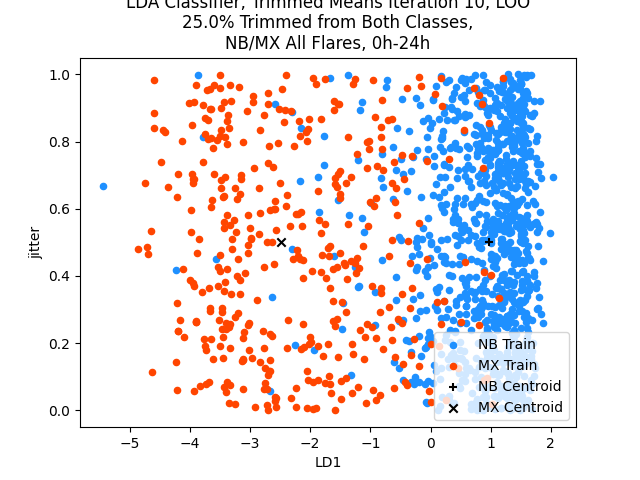 LDA Classifier, Trimmed Means Iteration 10, LOO
25.0% Trimmed from Both Classes,
NB/MX All Flares, 0h-24h
1.0
0.8
0.6
0.4
0.2
0.0
jitter
NB Train
MX Train
NB Centroid
MX Centroid
−5 −4 −3 −2 −1 0 1 2
LD1